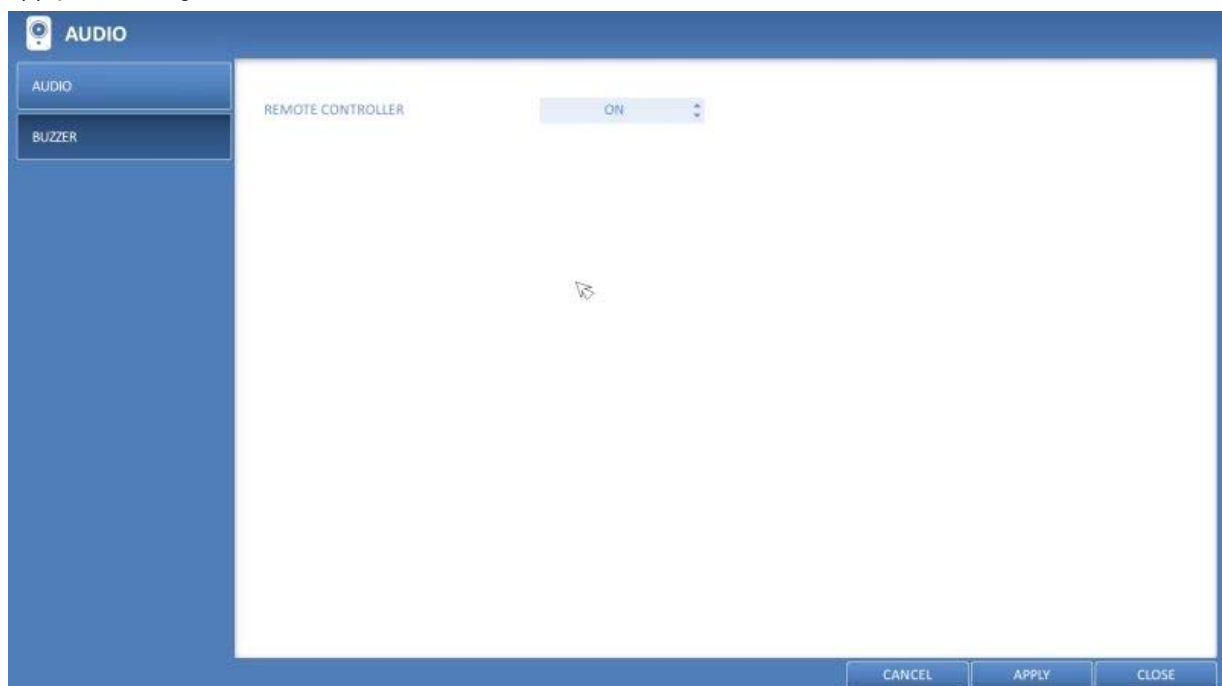 AUDIO
AUDIO
BUZZER
REMOTE CONTROLLER ON
CANCEL APPLY CLOSE